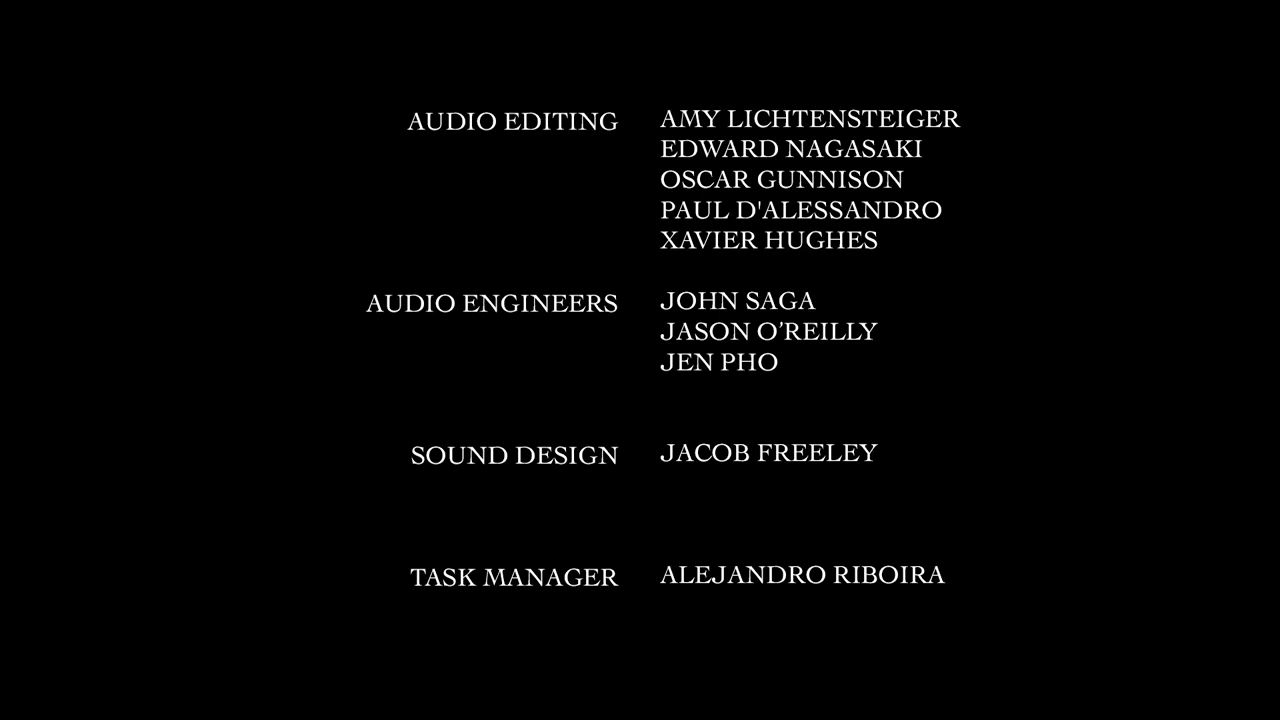 AUDIO EDITING AMY LICHTENSTEIGER
EDWARD NAGASAKI
OSCAR GUNNISON
PAUL D'ALESSANDRO
XAVIER HUGHES
AUDIO ENGINEERS JOHN SAGA
JASON O’REILLY
JEN PHO
SOUND DESIGN JACOB FREELEY
TASK MANAGER ALEJANDRO RIBOIRA